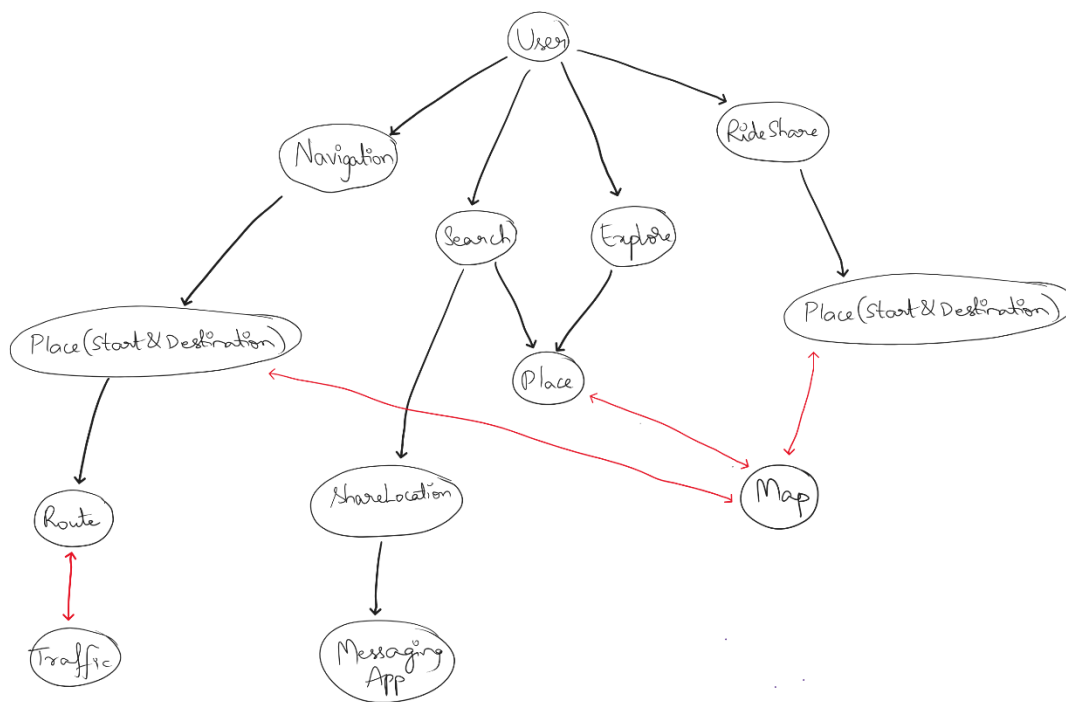 User
Navigation
RideShare
Search
Explore
Place(Start&Destination)
Place(Start&Destination)
Place
ShareLocation
Map
Route
Traffic
Messaging
App